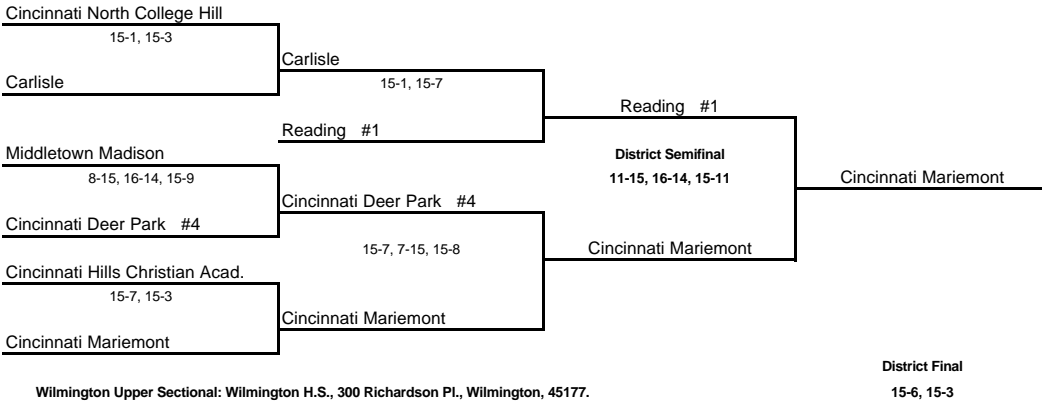 Cincinnati North College Hill
15-1, 15-3
Carlisle
Carlisle
15-1, 15-7
Reading #1
Reading #1
Middletown Madison
8-15, 16-14, 15-9
Cincinnati Deer Park #4
Cincinnati Deer Park #4
District Semifinal
11-15, 16-14, 15-11
Cincinnati Mariemont
15-7, 7-15, 15-8
Cincinnati Mariemont
Cincinnati Hills Christian Acad.
15-7, 15-3
Cincinnati Mariemont
Cincinnati Mariemont
District Final
Wilmington Upper Sectional: Wilmington H.S., 300 Richardson Pl., Wilmington, 45177.
15-6, 15-3